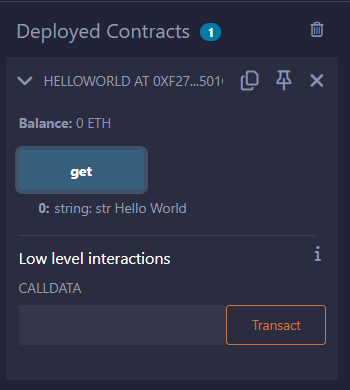 Deployed Contracts 1
HELLOWORLD AT 0XF27...501
Balance: 0 ETH
get
0: string: str Hello World
Low level interactions
CALLDATA
Transact